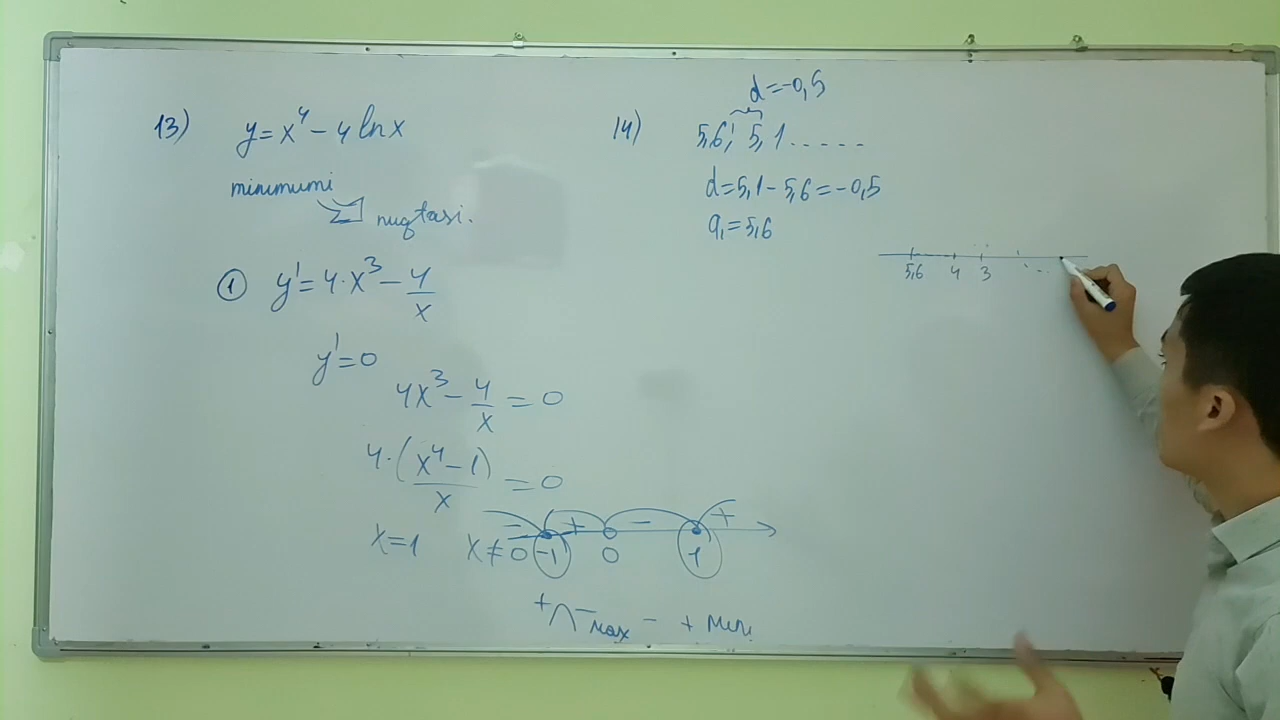 13) y = x⁴ − 4 ln x
minimumi
nuqtasi.
① y' = 4·x³ − 4/x
y' = 0
4x³ − 4/x = 0
4·(x⁴ − 1)/x = 0
x = 1 x ≠ 0
− + − +
−1 0 1
+ − max − + min
14) 5,6; 5,1.....
d = −0,5
d = 5,1 − 5,6 = −0,5
a₁ = 5,6
5,6 4 3 ...